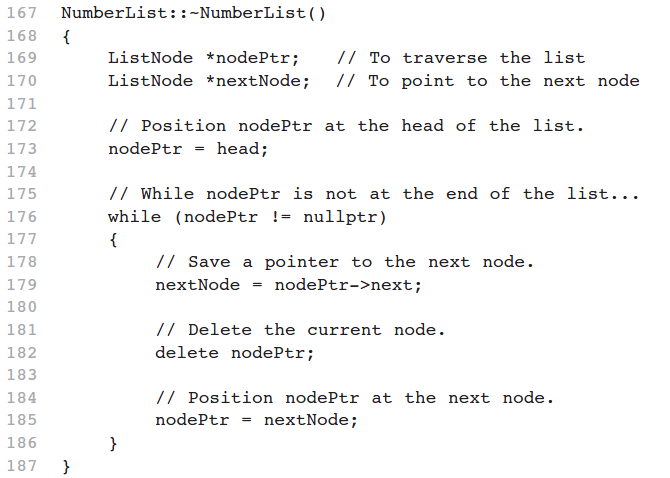 167 NumberList::~NumberList()
168 {
169     ListNode *nodePtr;   // To traverse the list
170     ListNode *nextNode;  // To point to the next node
171
172     // Position nodePtr at the head of the list.
173     nodePtr = head;
174
175     // While nodePtr is not at the end of the list...
176     while (nodePtr != nullptr)
177     {
178         // Save a pointer to the next node.
179         nextNode = nodePtr->next;
180
181         // Delete the current node.
182         delete nodePtr;
183
184         // Position nodePtr at the next node.
185         nodePtr = nextNode;
186     }
187 }